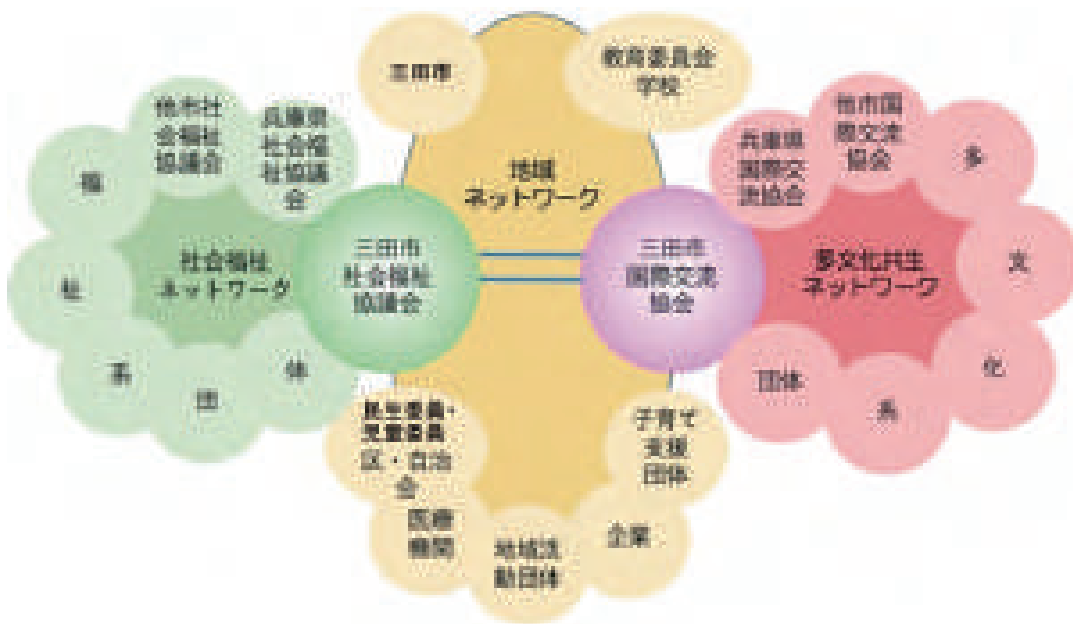 三田市
教育委員会
学校
他市社
会福祉
協議会
兵庫県
社会福
祉協議
会
兵庫県
国際交
流協会
他市国
際交流
協会
多
文
化
系
団体
福
祉
系
団
体
地域
ネットワーク
社会福祉
ネットワーク
三田市
社会福祉
協議会
三田市
国際交流
協会
多文化共生
ネットワーク
民生委員・
児童委員
区・自治
会
医療
機関
地域活
動団体
企業
子育て
支援
団体